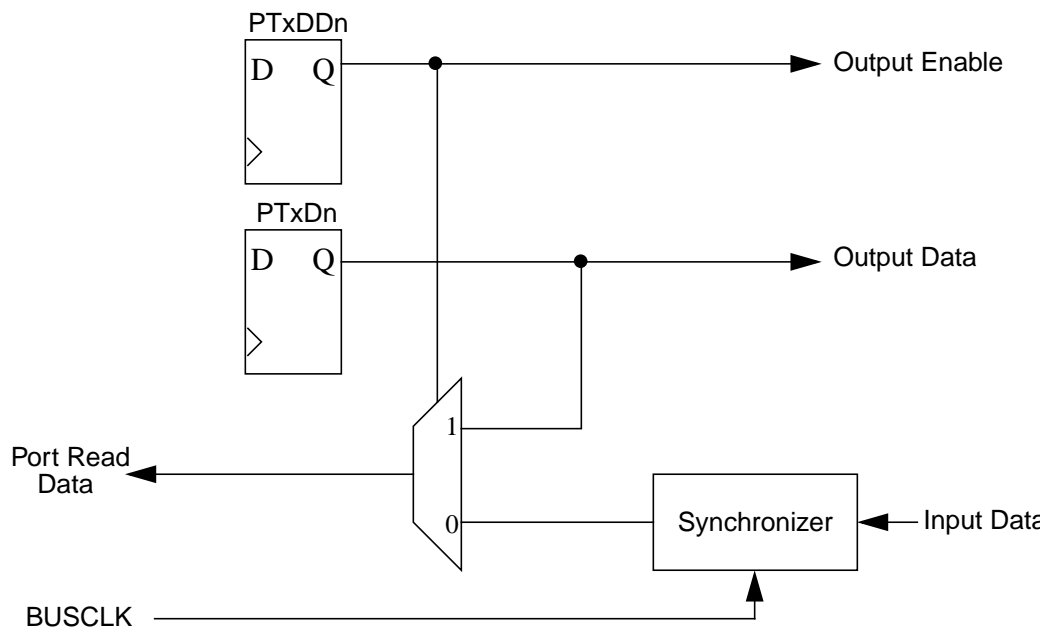 PTxDDn
D Q
Output Enable
PTxDn
D Q
Output Data
1
Port Read
Data
0
Synchronizer
Input Data
BUSCLK